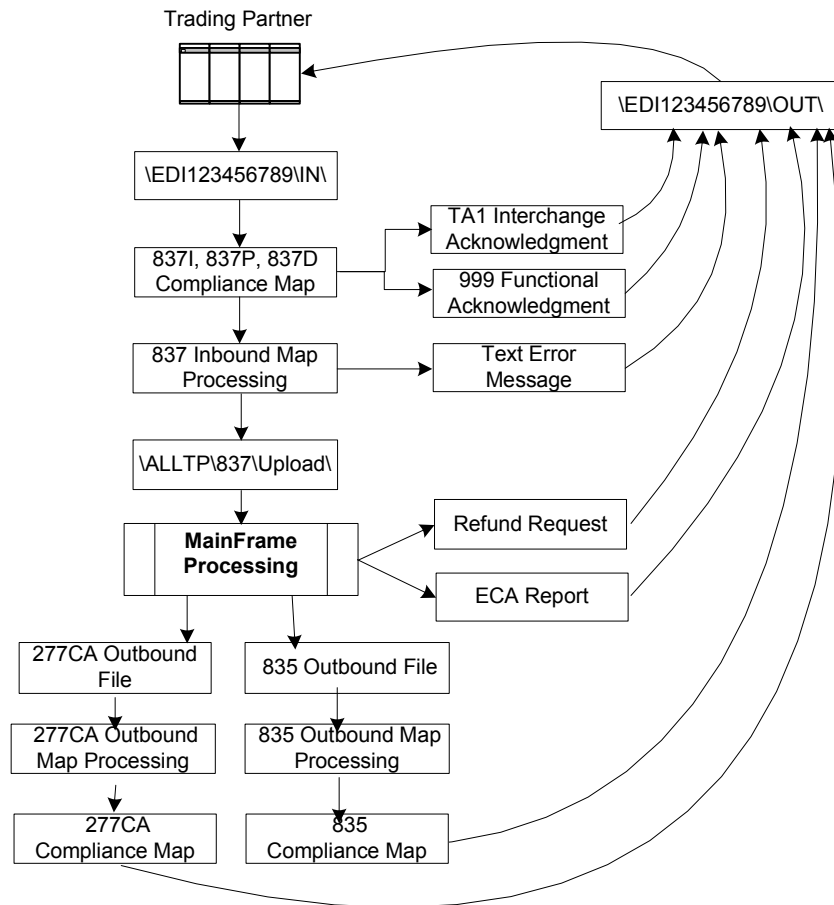 Trading Partner
\EDI123456789\OUT\
\EDI123456789\IN\
TA1 Interchange
Acknowledgment
837I, 837P, 837D
Compliance Map
999 Functional
Acknowledgment
837 Inbound Map
Processing
Text Error
Message
\ALLTP\837\Upload\
MainFrame
Processing
Refund Request
ECA Report
277CA Outbound
File
835 Outbound File
277CA Outbound
Map Processing
835 Outbound Map
Processing
277CA
Compliance Map
835
Compliance Map